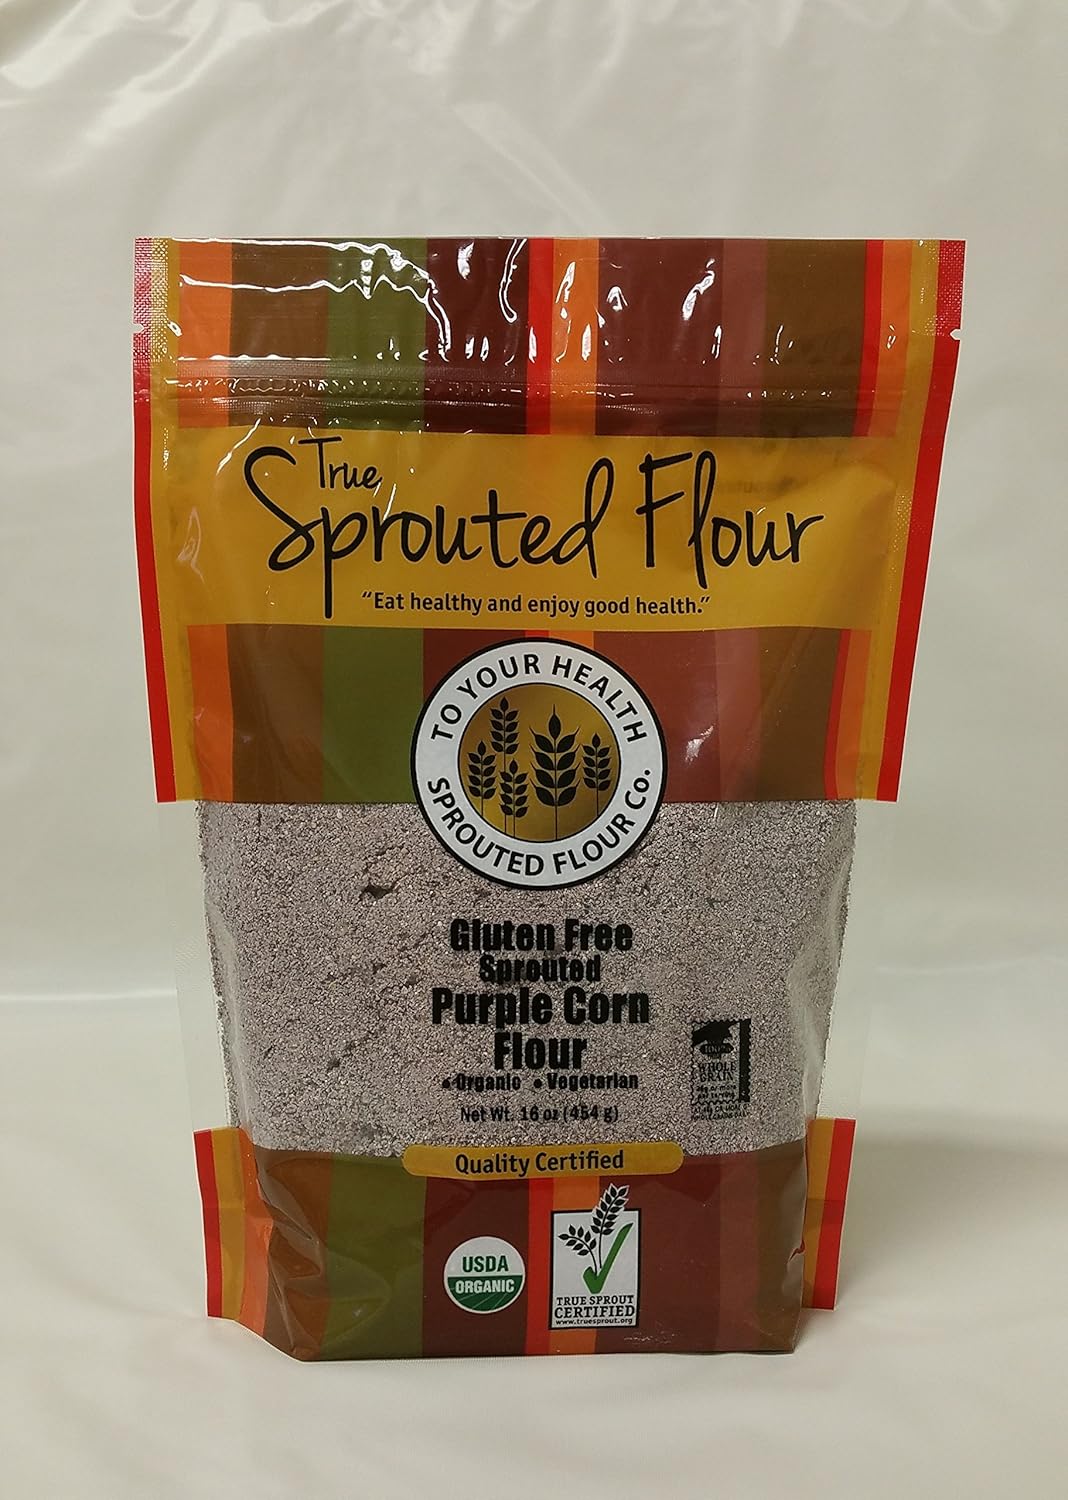 True
Sprouted Flour
“Eat healthy and enjoy good health.”
TO YOUR HEALTH
SPROUTED FLOUR Co.
Gluten Free
Sprouted
Purple Corn
Flour
• Organic • Vegetarian
Net Wt. 16 oz (454 g)
100%
WHOLE
GRAIN
Quality Certified
USDA
ORGANIC
TRUE SPROUT
CERTIFIED
www.truesprout.org